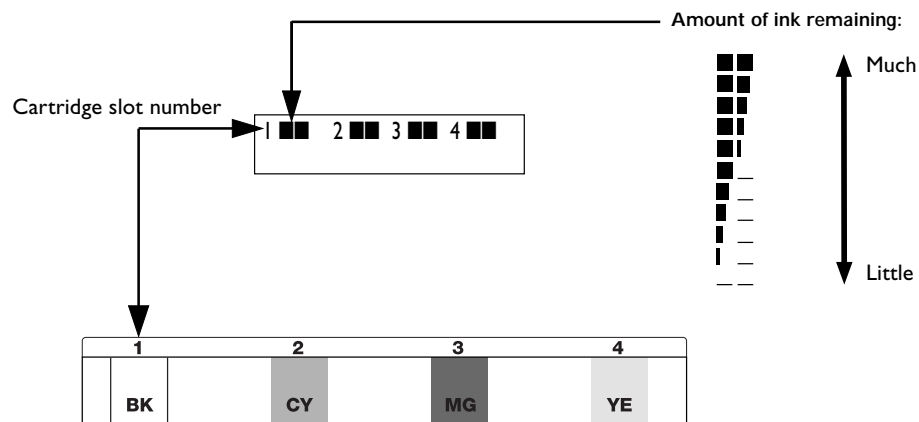 Amount of ink remaining:
Much
Cartridge slot number
1 ■■ 2 ■■ 3 ■■ 4 ■■
Little
1 2 3 4
BK CY MG YE